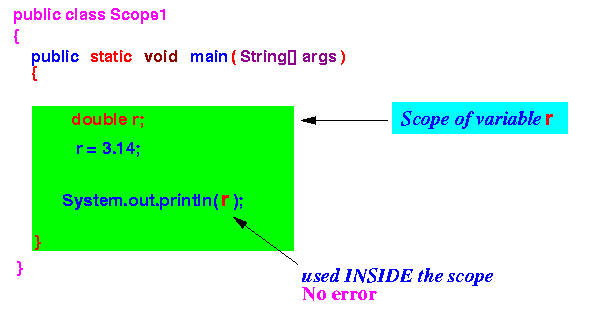 public class Scope1
{
public static void main ( String[] args )
{
double r;
r = 3.14;
Scope of variable r
System.out.println( r );
}
}
used INSIDE the scope
No error